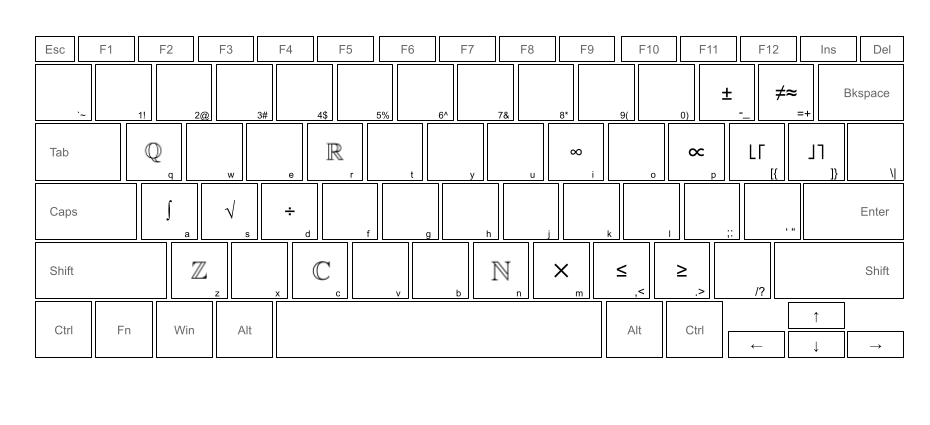 Esc F1 F2 F3 F4 F5 F6 F7 F8 F9 F10 F11 F12 Ins Del
± ≠≈ Bkspace
`~ 1! 2@ 3# 4$ 5% 6^ 7& 8* 9( 0) -_ =+
Tab ℚ ℝ ∞ ∝ ⌊⌈ ⌋⌉
q w e r t y u i o p [{ ]} \|
Caps ∫ √ ÷ Enter
a s d f g h j k l ;: ' "
Shift ℤ ℂ ℕ × ≤ ≥ Shift
z x c v b n m ,< .> /?
Ctrl Fn Win Alt Alt Ctrl ↑
← ↓ →